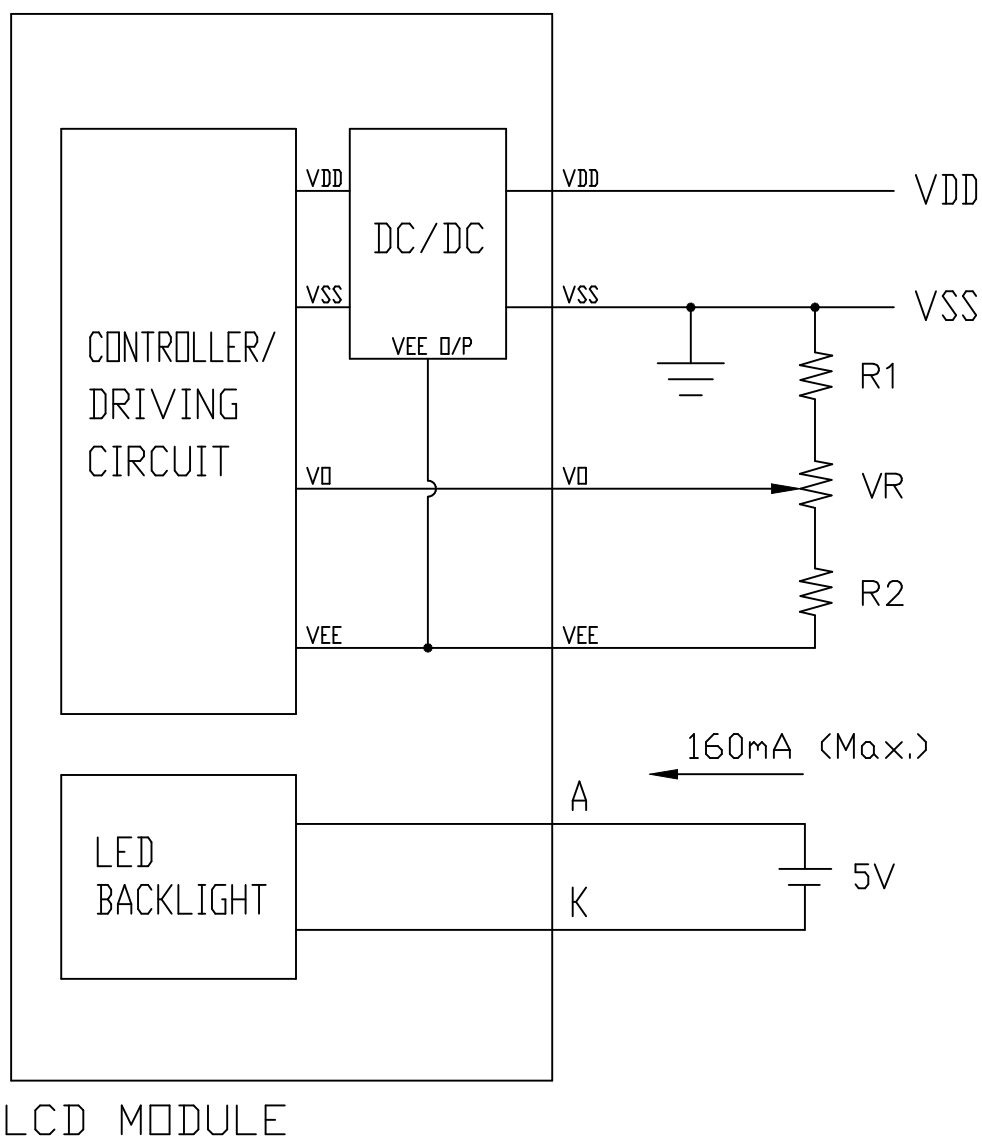 VDD
VDD
VDD
DC/DC
VSS
VSS
VSS
VEE O/P
CONTROLLER/
DRIVING
CIRCUIT
R1
VO
VO
VR
R2
VEE
VEE
160mA (Max.)
A
LED
BACKLIGHT
5V
K
LCD MODULE